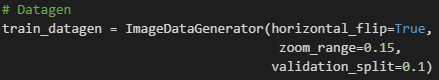 # Datagen
train_datagen = ImageDataGenerator(horizontal_flip=True,
zoom_range=0.15,
validation_split=0.1)